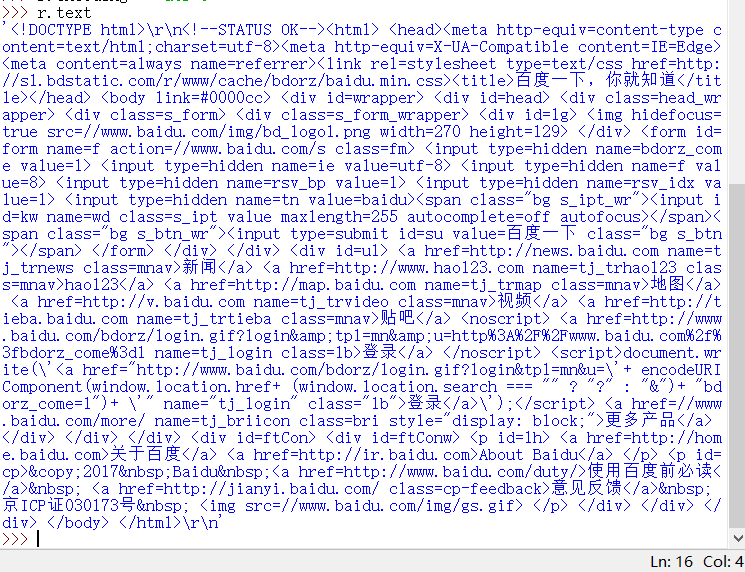 >>> r.text
'<!DOCTYPE html>\r\n<!--STATUS OK--><html> <head><meta http-equiv=content-type c
ontent=text/html;charset=utf-8><meta http-equiv=X-UA-Compatible content=IE=Edge>
<meta content=always name=referrer><link rel=stylesheet type=text/css href=http:
//s1.bdstatic.com/r/www/cache/bdorz/baidu.min.css><title>百度一下，你就知道</tit
le></head> <body link=#0000cc> <div id=wrapper> <div id=head> <div class=head_wr
apper> <div class=s_form> <div class=s_form_wrapper> <div id=lg> <img hidefocus=
true src=//www.baidu.com/img/bd_logo1.png width=270 height=129> </div> <form id=
form name=f action=//www.baidu.com/s class=fm> <input type=hidden name=bdorz_com
e value=1> <input type=hidden name=ie value=utf-8> <input type=hidden name=f val
ue=8> <input type=hidden name=rsv_bp value=1> <input type=hidden name=rsv_idx va
lue=1> <input type=hidden name=tn value=baidu><span class="bg s_ipt_wr"><input i
d=kw name=wd class=s_ipt value maxlength=255 autocomplete=off autofocus></span><
span class="bg s_btn_wr"><input type=submit id=su value=百度一下 class="bg s_btn
"></span> </form> </div> </div> <div id=u1> <a href=http://news.baidu.com name=t
j_trnews class=mnav>新闻</a> <a href=http://www.hao123.com name=tj_trhao123 clas
s=mnav>hao123</a> <a href=http://map.baidu.com name=tj_trmap class=mnav>地图</a>
 <a href=http://v.baidu.com name=tj_trvideo class=mnav>视频</a> <a href=http://t
ieba.baidu.com name=tj_trtieba class=mnav>贴吧</a> <noscript> <a href=http://www
.baidu.com/bdorz/login.gif?login&amp;tpl=mn&amp;u=http%3A%2F%2Fwww.baidu.com%2f%
3fbdorz_come%3d1 name=tj_login class=lb>登录</a> </noscript> <script>document.wr
ite(\'<a href="http://www.baidu.com/bdorz/login.gif?login&tpl=mn&u=\'+ encodeURI
Component(window.location.href+ (window.location.search === "" ? "?" : "&")+ "bd
orz_come=1")+ \'" name="tj_login" class="lb">登录</a>\');</script> <a href=//www
.baidu.com/more/ name=tj_briicon class=bri style="display: block;">更多产品</a>
</div> </div> </div> <div id=ftCon> <div id=ftConw> <p id=lh> <a href=http://hom
e.baidu.com>关于百度</a> <a href=http://ir.baidu.com>About Baidu</a> </p> <p id=
cp>&copy;2017&nbsp;Baidu&nbsp;<a href=http://www.baidu.com/duty/>使用百度前必读<
/a>&nbsp; <a href=http://jianyi.baidu.com/ class=cp-feedback>意见反馈</a>&nbsp;
京ICP证030173号&nbsp; <img src=//www.baidu.com/img/gs.gif> </p> </div> </div> </
div> </body> </html>\r\n'
>>>
Ln: 16 Col: 4